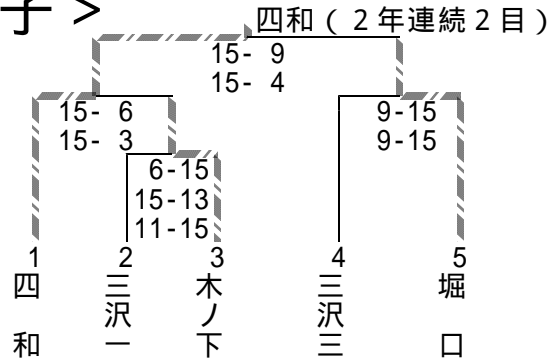 子 >
四和（２年連続２目）
15- 9
15- 4
15- 6
15- 3
9-15
9-15
6-15
15-13
11-15
1 2 3 4 5
四和
三沢一
木ノ下
三沢三
堀口